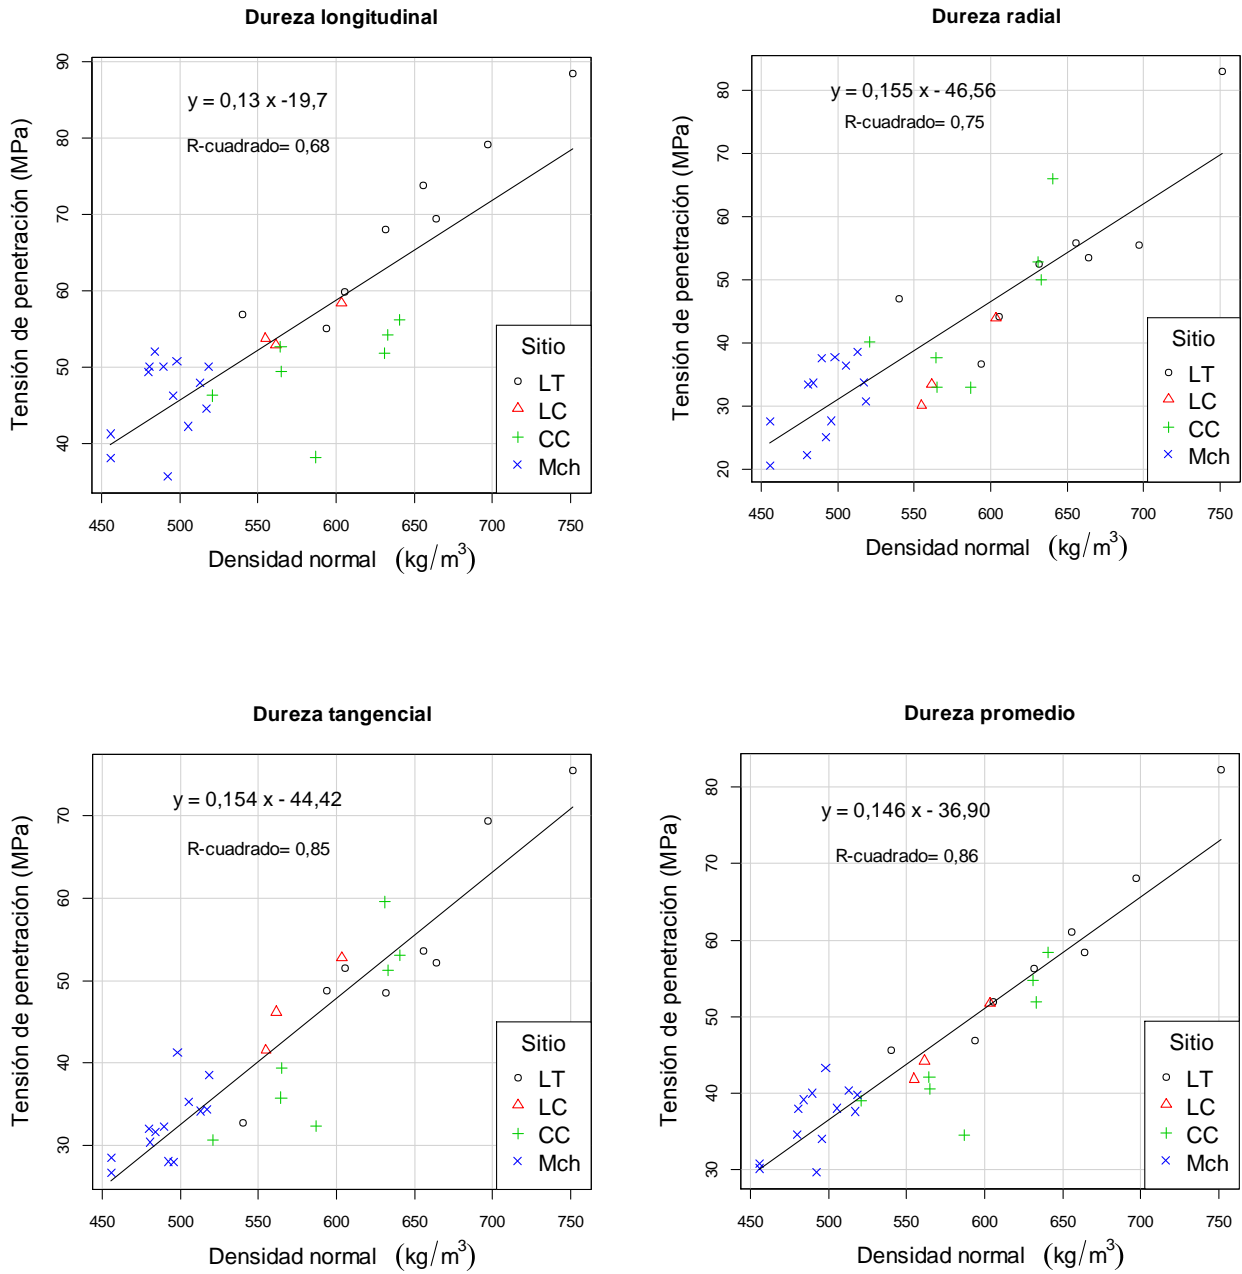 Dureza longitudinal
y = 0,13 x -19,7
R-cuadrado= 0,68
Tensión de penetración (MPa)
90
80
70
60
50
40
450 500 550 600 650 700 750
Densidad normal (kg/m³)
Sitio
LT
LC
CC
Mch
Dureza radial
y = 0,155 x - 46,56
R-cuadrado= 0,75
Tensión de penetración (MPa)
80
70
60
50
40
30
20
450 500 550 600 650 700 750
Densidad normal (kg/m³)
Sitio
LT
LC
CC
Mch
Dureza tangencial
y = 0,154 x - 44,42
R-cuadrado= 0,85
Tensión de penetración (MPa)
70
60
50
40
30
450 500 550 600 650 700 750
Densidad normal (kg/m³)
Sitio
LT
LC
CC
Mch
Dureza promedio
y = 0,146 x - 36,90
R-cuadrado= 0,86
Tensión de penetración (MPa)
80
70
60
50
40
30
450 500 550 600 650 700 750
Densidad normal (kg/m³)
Sitio
LT
LC
CC
Mch